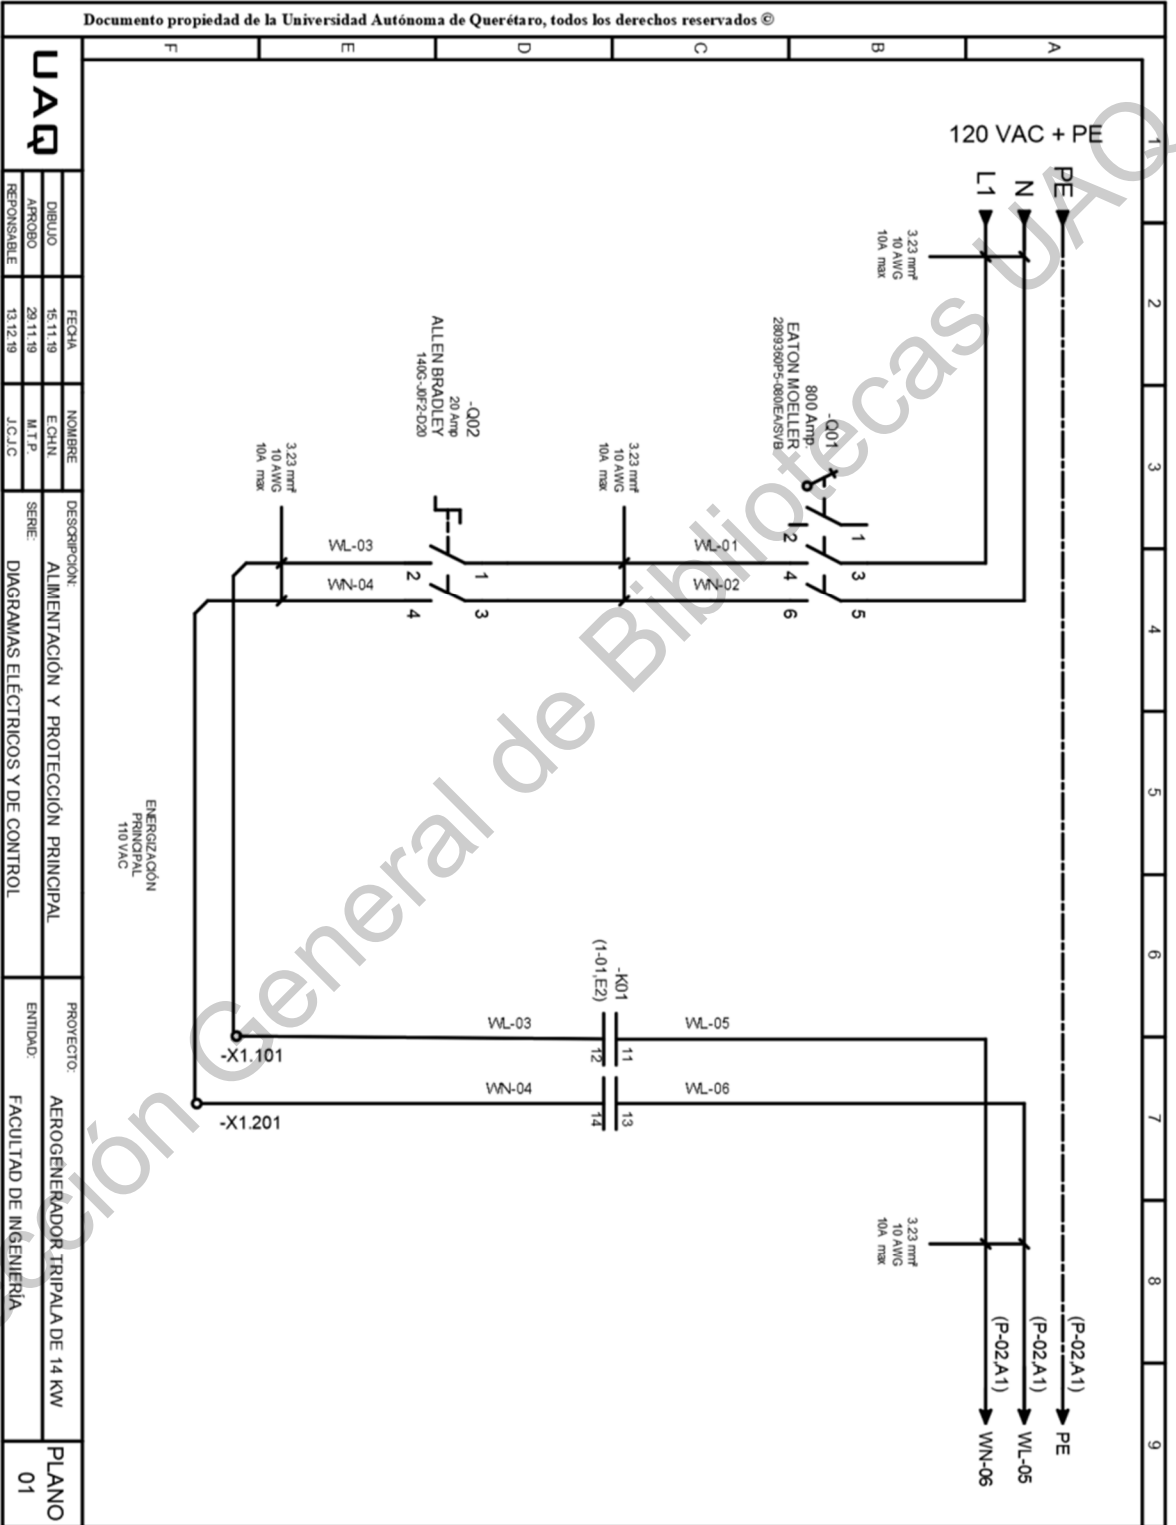 Documento propiedad de la Universidad Autónoma de Querétaro, todos los derechos reservados ©
1
2
3
4
5
6
7
8
9
A
B
C
D
E
F
120 VAC + PE
PE
N
L1
3.23 mm²
10 AWG
10A max
-Q01
800 Amp.
EATON MOELLER
2809360P5-080/EA/SVB
1
2
3
4
5
6
WL-01
WN-02
3.23 mm²
10 AWG
10A max
-Q02
20 Amp
ALLEN BRADLEY
140G-J0F2-D20
1
2
3
4
WL-03
WN-04
3.23 mm²
10 AWG
10A max
ENERGIZACIÓN
PRINCIPAL
110 VAC
-X1.101
-X1.201
WL-03
WN-04
-K01
(1-01,E2)
11
12
13
14
WL-05
WL-06
3.23 mm²
10 AWG
10A max
(P-02,A1)
PE
(P-02,A1)
WL-05
(P-02,A1)
WN-06
UAQ
FECHA
NOMBRE
DIBUJO
15.11.19
E.CH.N.
APROBO
29.11.19
M.T.P.
REPONSABLE
13.12.19
J.C.J.C
DESCRIPCIÓN:
ALIMENTACIÓN Y PROTECCIÓN PRINCIPAL
SERIE:
DIAGRAMAS ELÉCTRICOS Y DE CONTROL
PROYECTO:
AEROGENERADOR TRIPALA DE 14 KW
ENTIDAD:
FACULTAD DE INGENIERÍA
PLANO
01
cción General de Bibliotecas UAQ